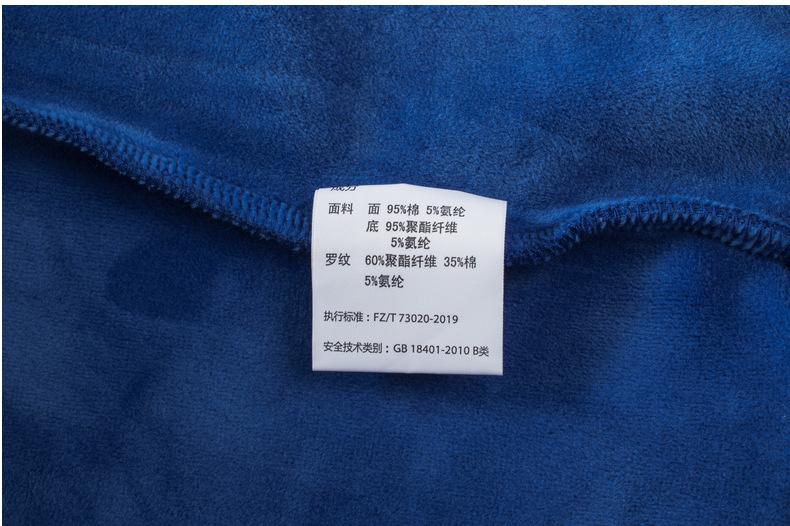 成分
面料 面 95%棉 5%氨纶
底 95%聚酯纤维
5%氨纶
罗纹 60%聚酯纤维 35%棉
5%氨纶
执行标准：FZ/T 73020-2019
安全技术类别：GB 18401-2010 B类